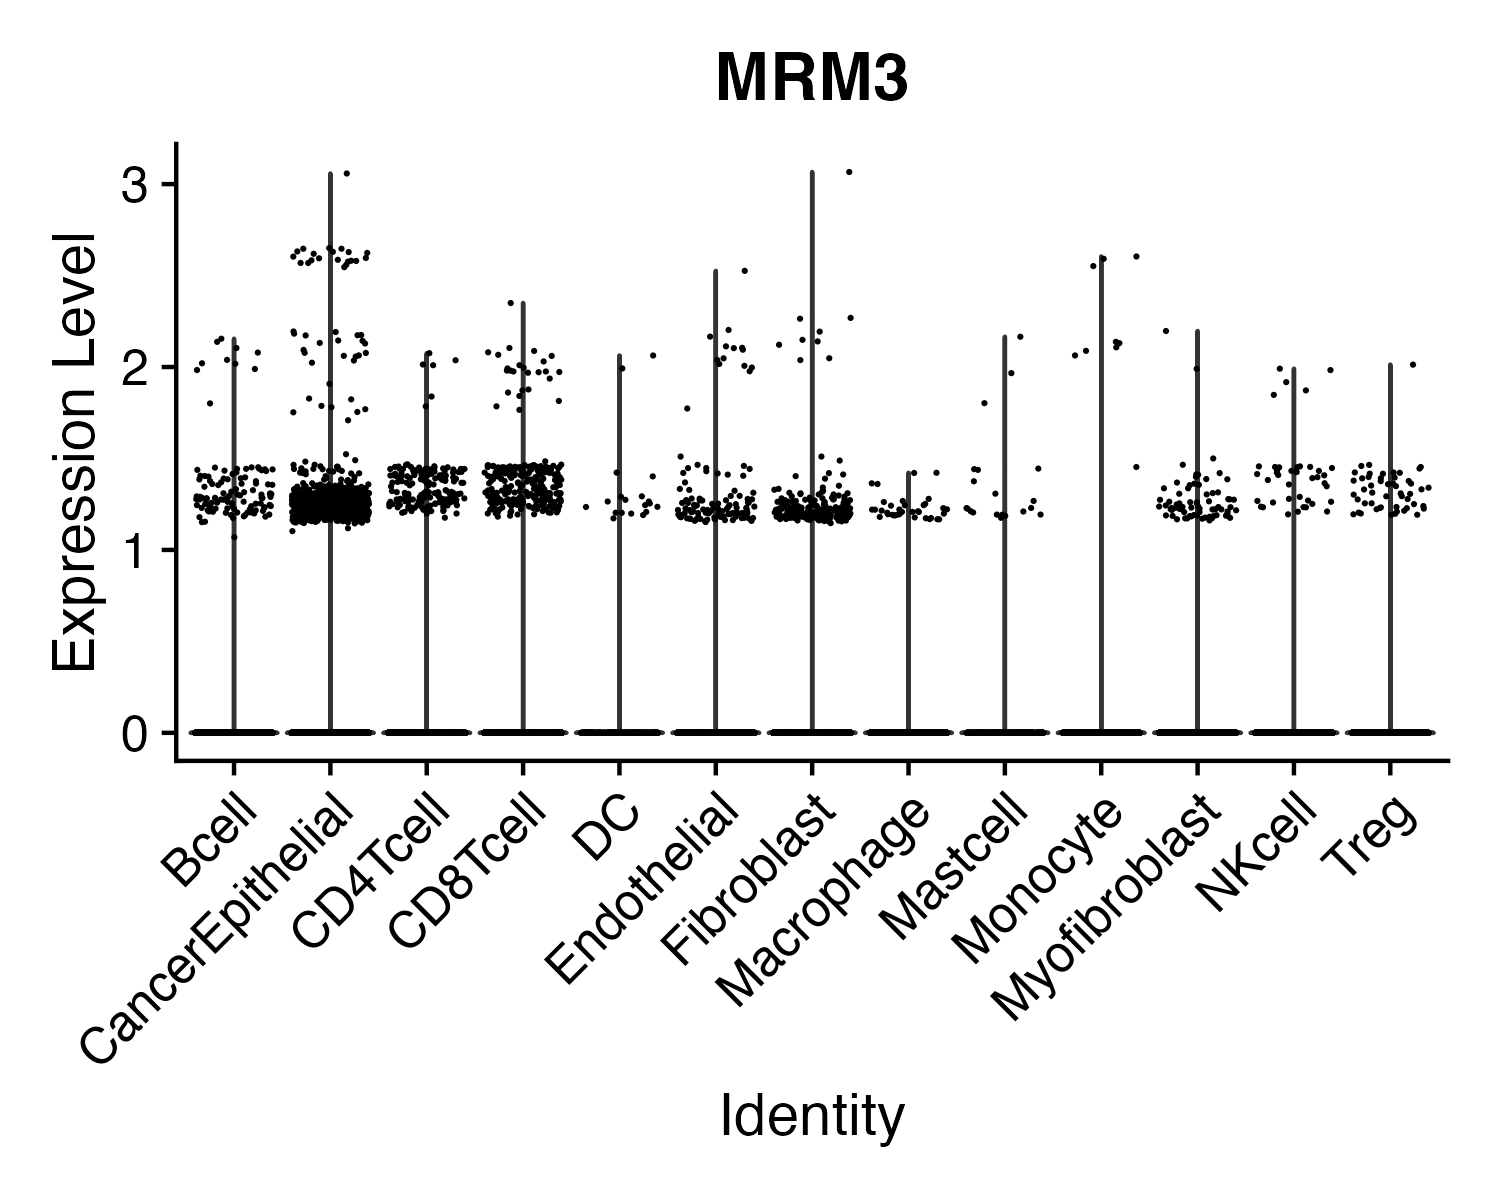 MRM3
Expression Level
3
2
1
0
Bcell
CancerEpithelial
CD4Tcell
CD8Tcell
DC
Endothelial
Fibroblast
Macrophage
Mastcell
Monocyte
Myofibroblast
NKcell
Treg
Identity